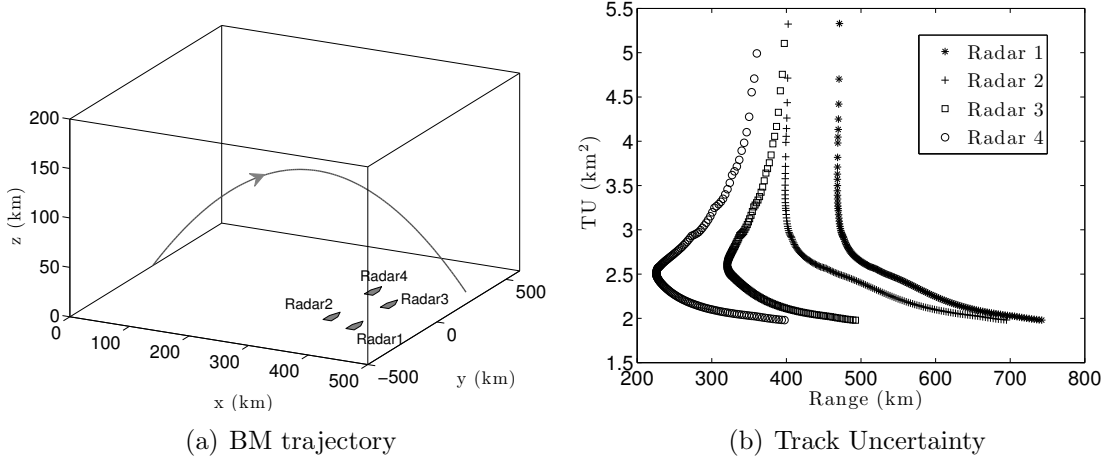 200
150
100
50
0
z (km)
0
100
200
300
400
500
x (km)
−500
0
500
y (km)
Radar4
Radar2
Radar3
Radar1
(a) BM trajectory
5.5
5
4.5
4
3.5
3
2.5
2
1.5
TU (km²)
200
300
400
500
600
700
800
Range (km)
Radar 1
Radar 2
Radar 3
Radar 4
(b) Track Uncertainty